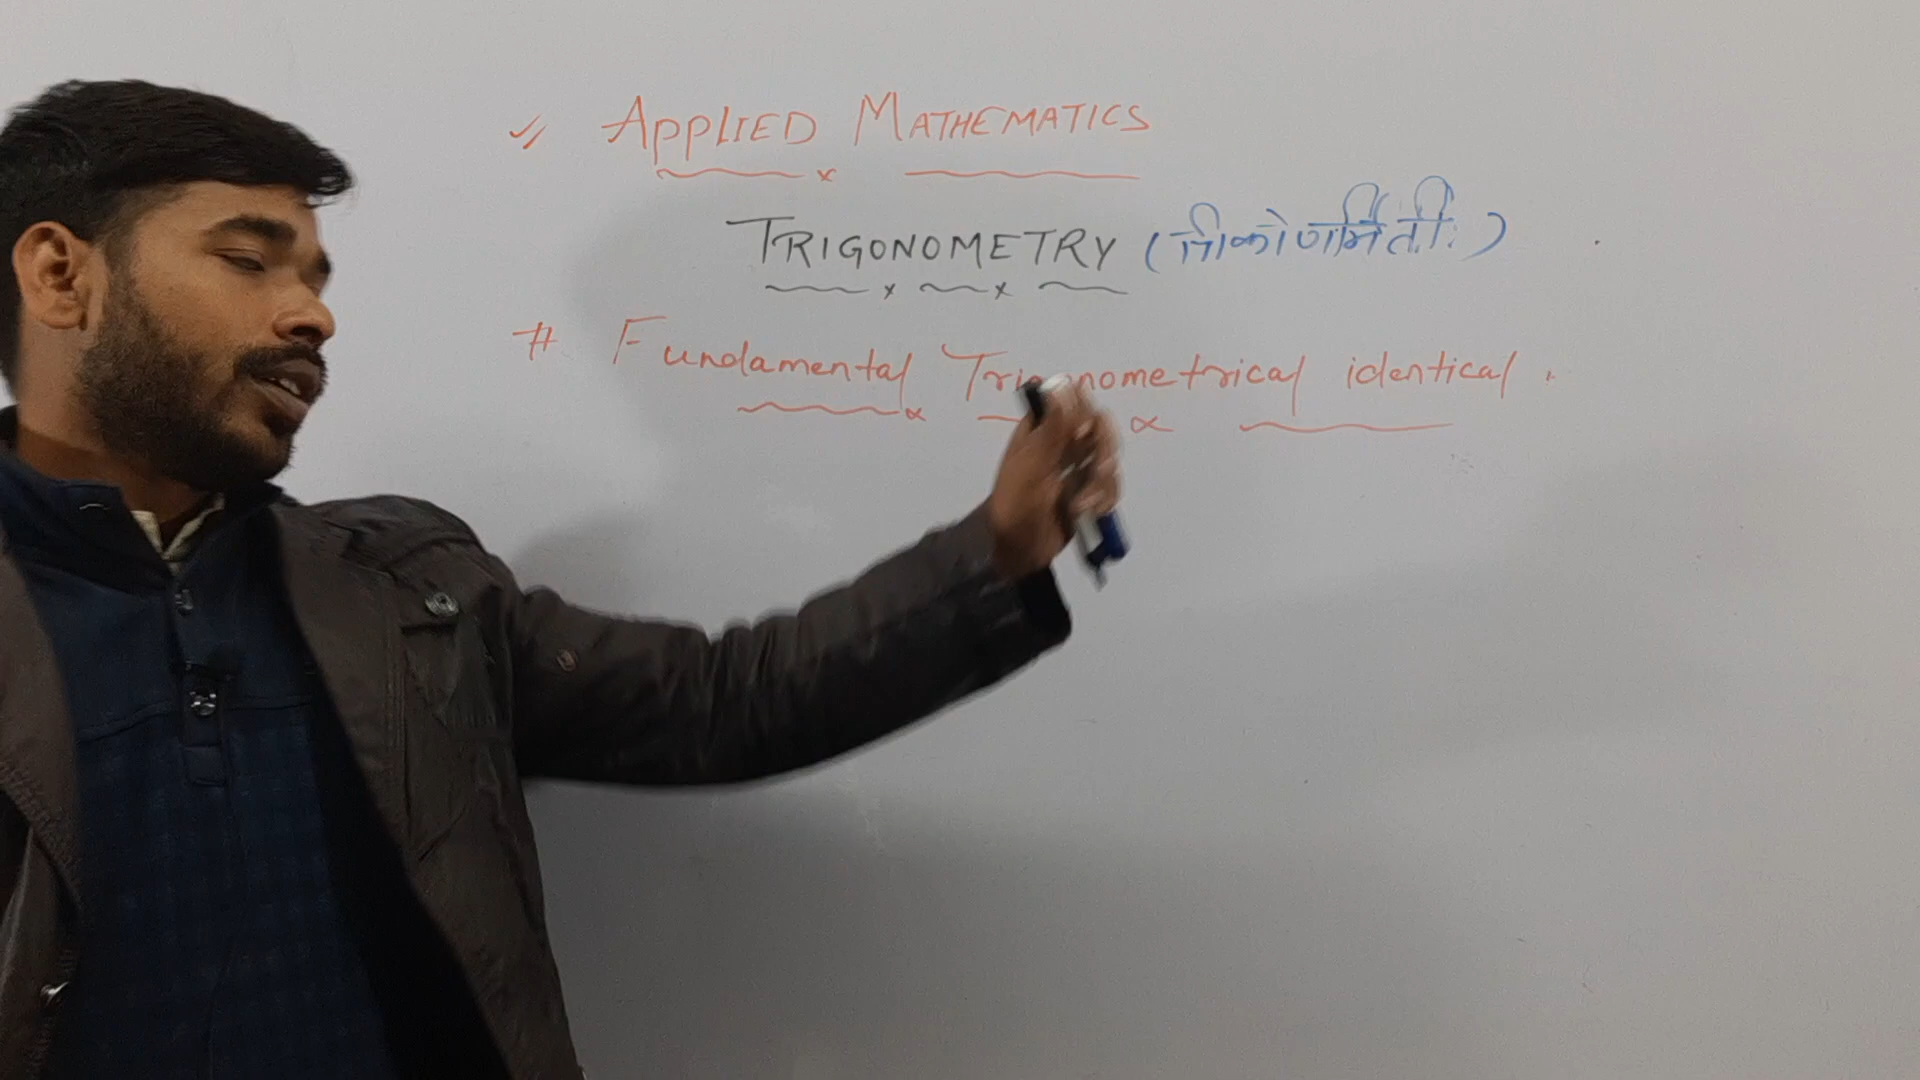 APPLIED MATHEMATICS
TRIGONOMETRY (त्रिकोणमिती)
# Fundamental Trigonometrical identical.